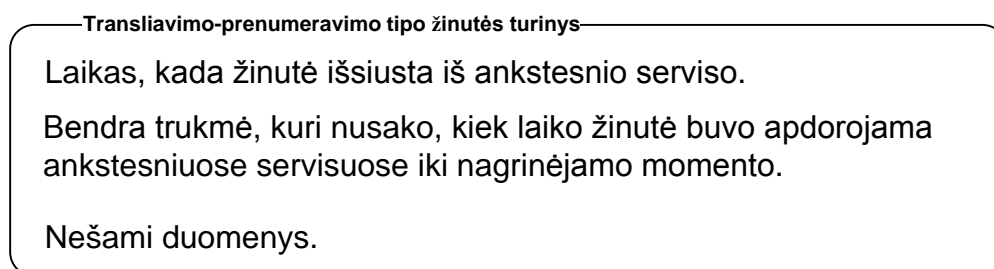 Transliavimo-prenumeravimo tipo žinutės turinys
Laikas, kada žinutė išsiusta iš ankstesnio serviso.
Bendra trukmė, kuri nusako, kiek laiko žinutė buvo apdorojama
ankstesniuose servisuose iki nagrinėjamo momento.
Nešami duomenys.